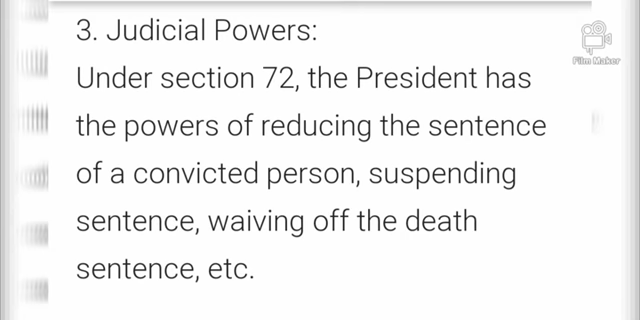 3. Judicial Powers:
Under section 72, the President has
the powers of reducing the sentence
of a convicted person, suspending
sentence, waiving off the death
sentence, etc.
Film Maker